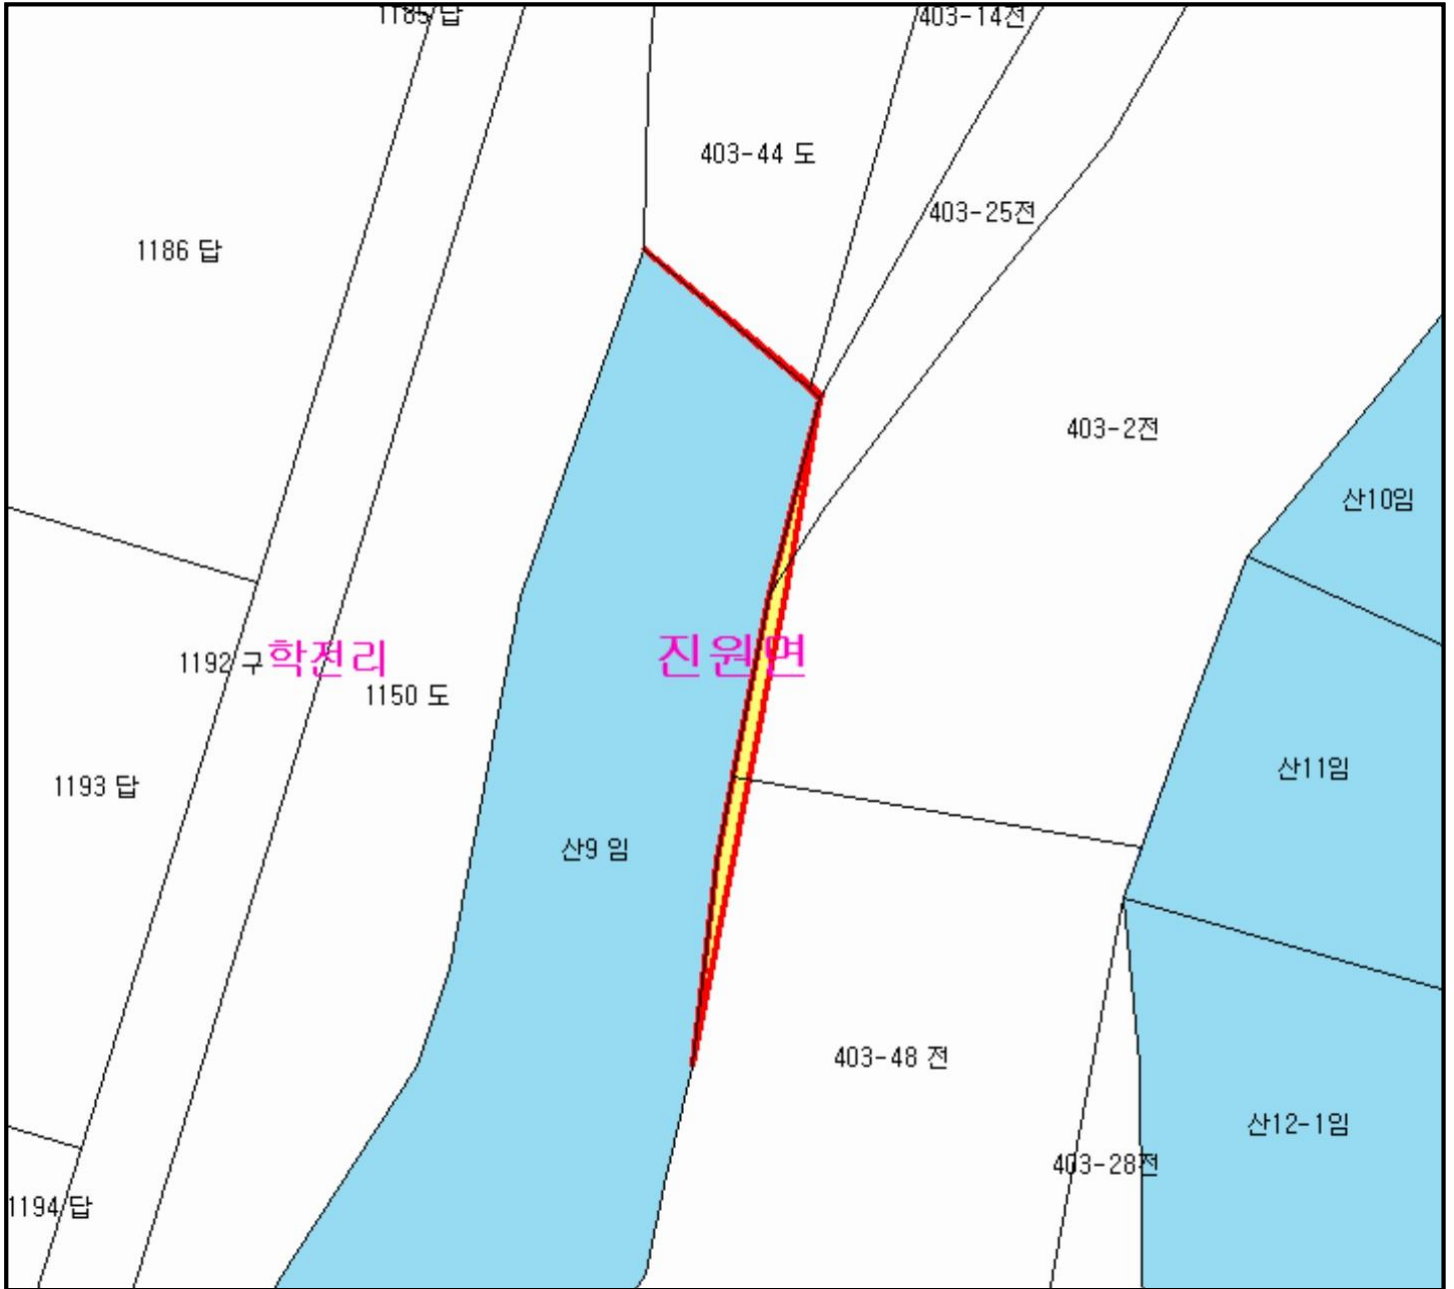 1185 답
403-14전
403-44 도
403-25전
1186 답
403-2전
산10임
1192 구
학전리
진원면
1150 도
산11임
1193 답
산9 임
403-48 전
산12-1임
403-28전
1194 답